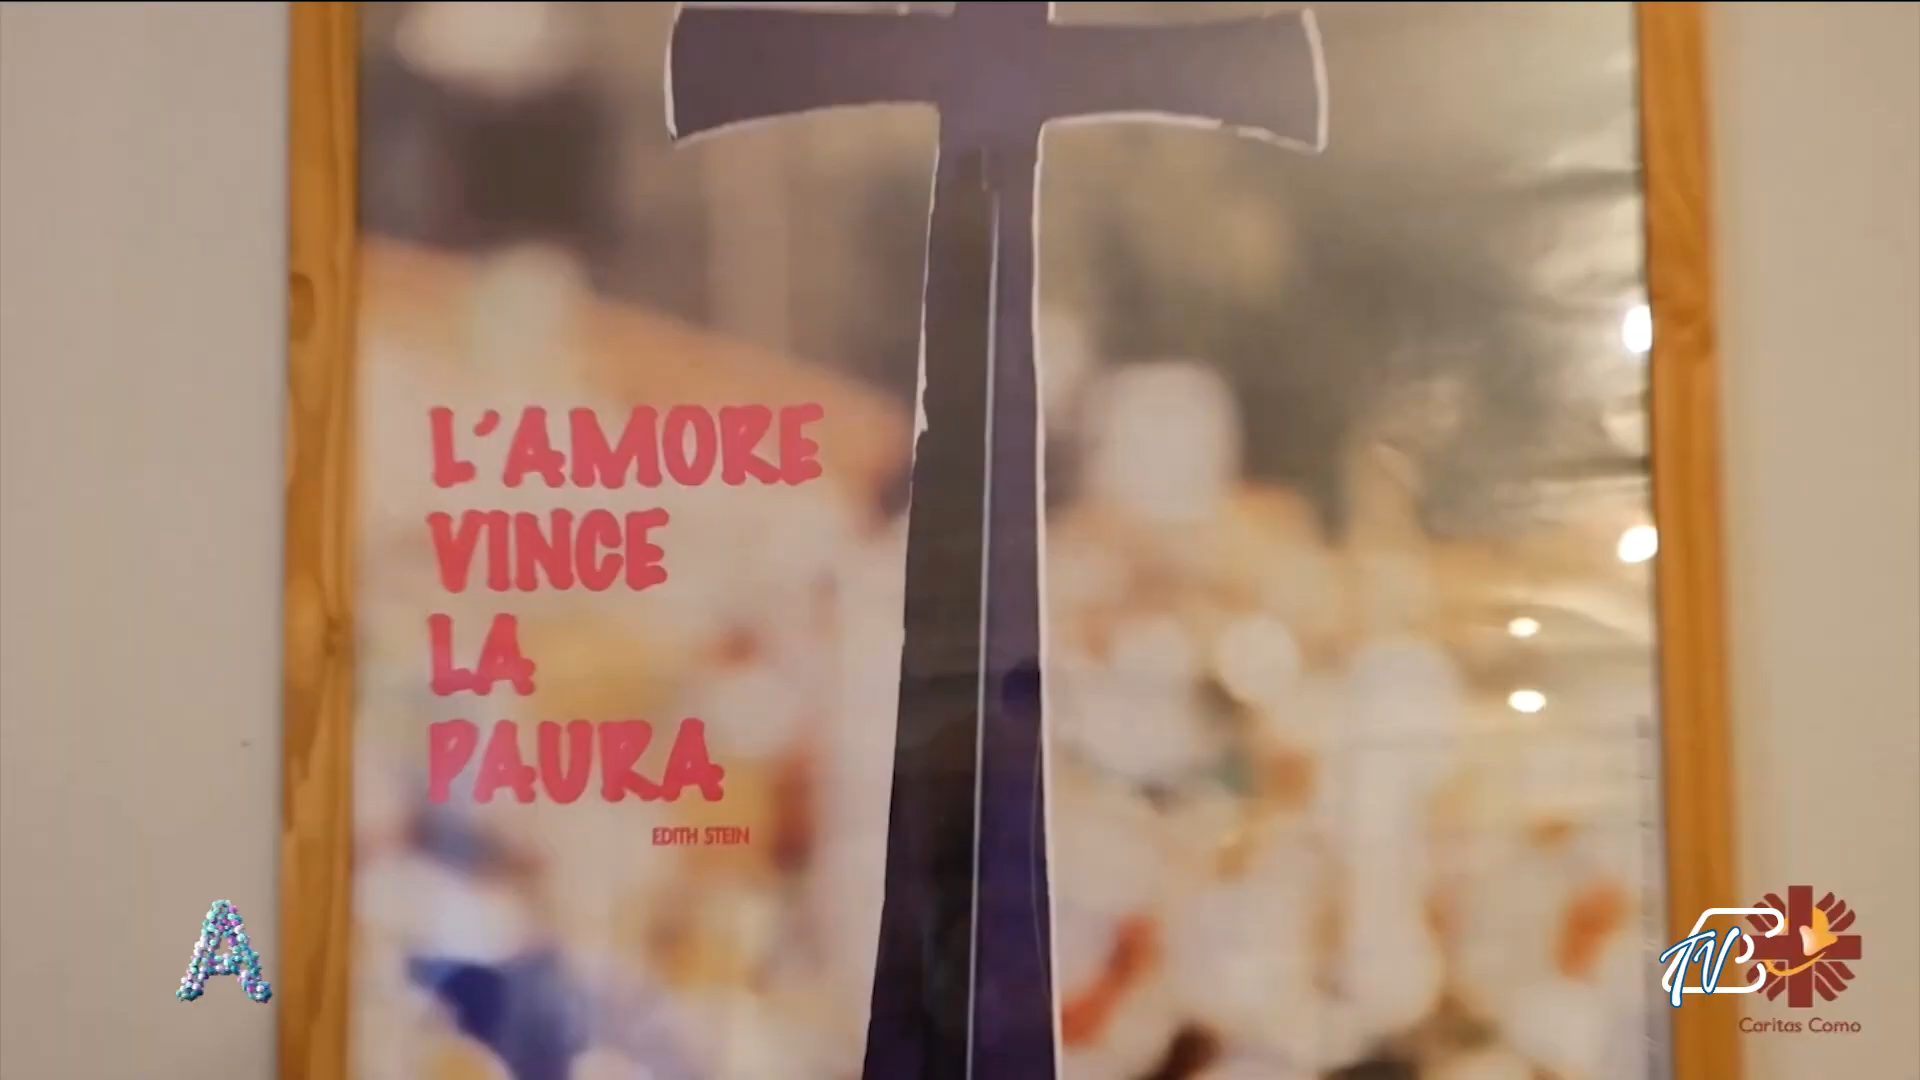 L'AMORE
VINCE
LA
PAURA
EDITH STEIN
A
TV
Caritas Como